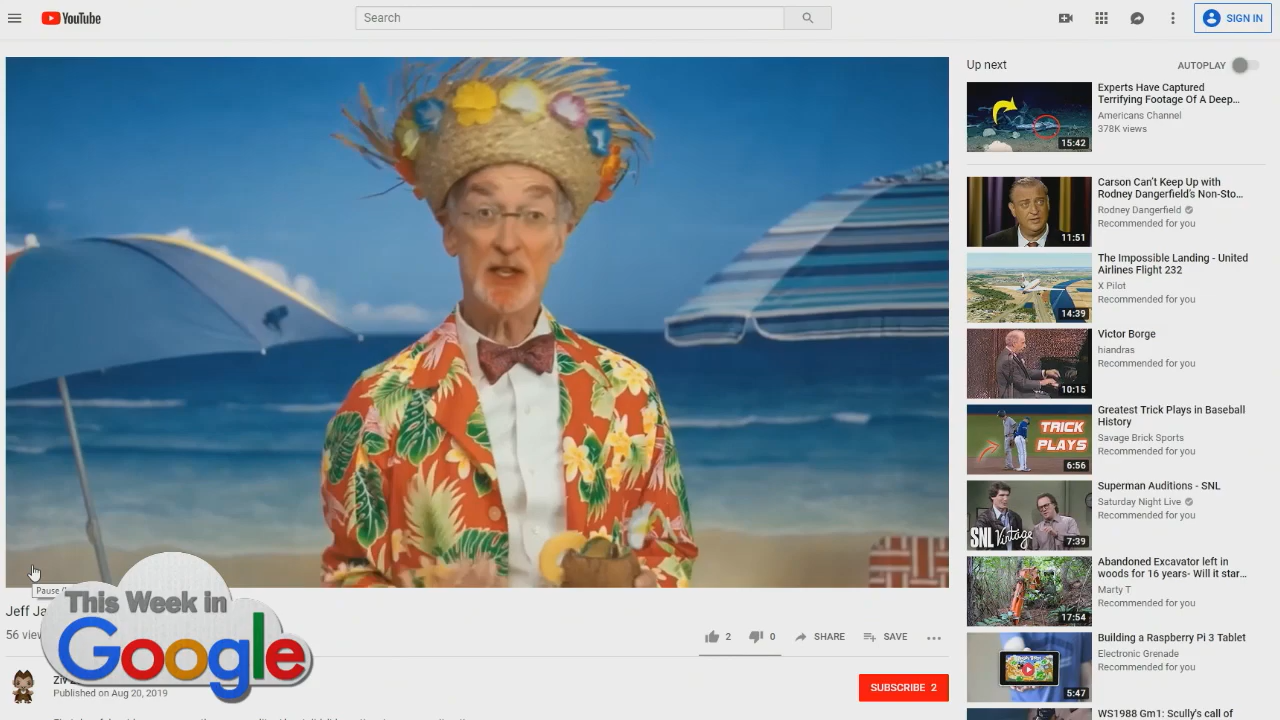 YouTube
Search
SIGN IN
Up next
AUTOPLAY
Experts Have Captured
Terrifying Footage Of A Deep...
Americans Channel
378K views
15:42
Carson Can't Keep Up with
Rodney Dangerfield's Non-Sto...
Rodney Dangerfield
Recommended for you
11:51
The Impossible Landing - United
Airlines Flight 232
X Pilot
Recommended for you
14:39
Victor Borge
hiandras
Recommended for you
10:15
Greatest Trick Plays in Baseball
History
Savage Brick Sports
Recommended for you
TRICK
PLAYS
6:56
Superman Auditions - SNL
Saturday Night Live
Recommended for you
SNL Vintage
7:39
Abandoned Excavator left in
woods for 16 years- Will it star...
Marty T
Recommended for you
17:54
Building a Raspberry Pi 3 Tablet
Electronic Grenade
Recommended for you
5:47
WS1988 Gm1: Scully's call of
Pause
Jeff
56
2
0
SHARE
SAVE
This Week in
Google
Published on Aug 20, 2019
SUBSCRIBE 2